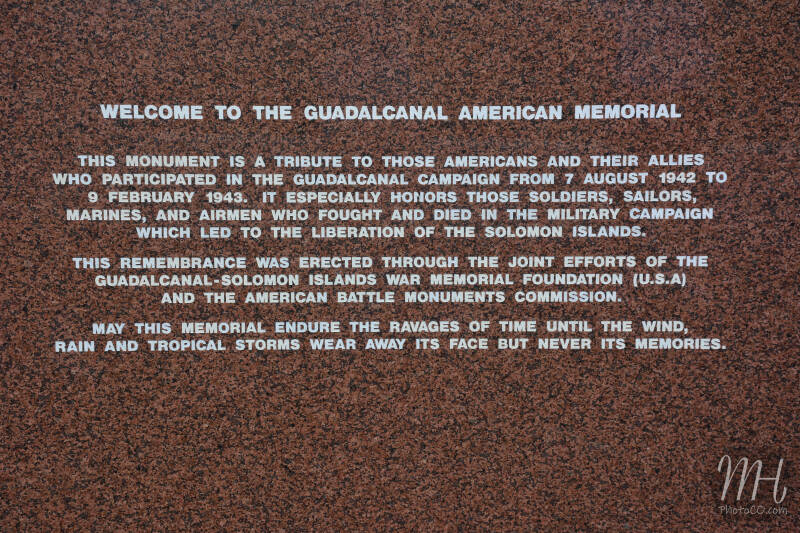 WELCOME TO THE GUADALCANAL AMERICAN MEMORIAL
THIS MONUMENT IS A TRIBUTE TO THOSE AMERICANS AND THEIR ALLIES
WHO PARTICIPATED IN THE GUADALCANAL CAMPAIGN FROM 7 AUGUST 1942 TO
9 FEBRUARY 1943. IT ESPECIALLY HONORS THOSE SOLDIERS, SAILORS,
MARINES, AND AIRMEN WHO FOUGHT AND DIED IN THE MILITARY CAMPAIGN
WHICH LED TO THE LIBERATION OF THE SOLOMON ISLANDS.
THIS REMEMBRANCE WAS ERECTED THROUGH THE JOINT EFFORTS OF THE
GUADALCANAL-SOLOMON ISLANDS WAR MEMORIAL FOUNDATION (U.S.A)
AND THE AMERICAN BATTLE MONUMENTS COMMISSION.
MAY THIS MEMORIAL ENDURE THE RAVAGES OF TIME UNTIL THE WIND,
RAIN AND TROPICAL STORMS WEAR AWAY ITS FACE BUT NEVER ITS MEMORIES.
MH
PhotoCO.com